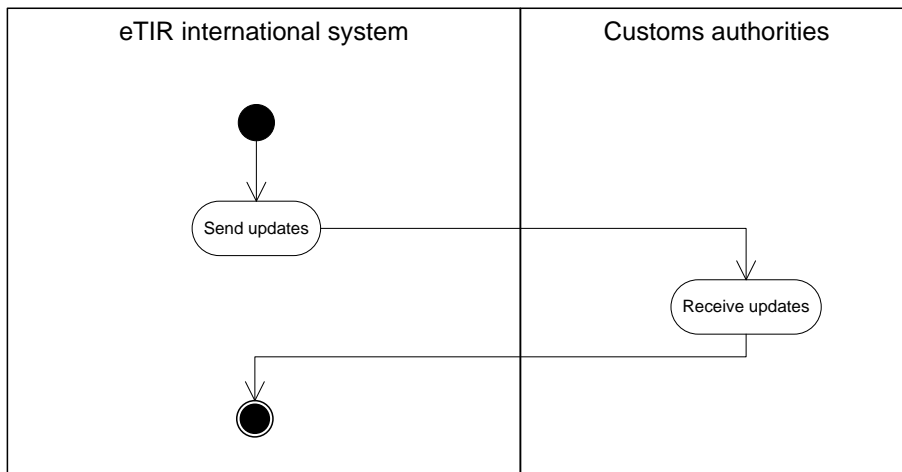 eTIR international system
Customs authorities
Send updates
Receive updates